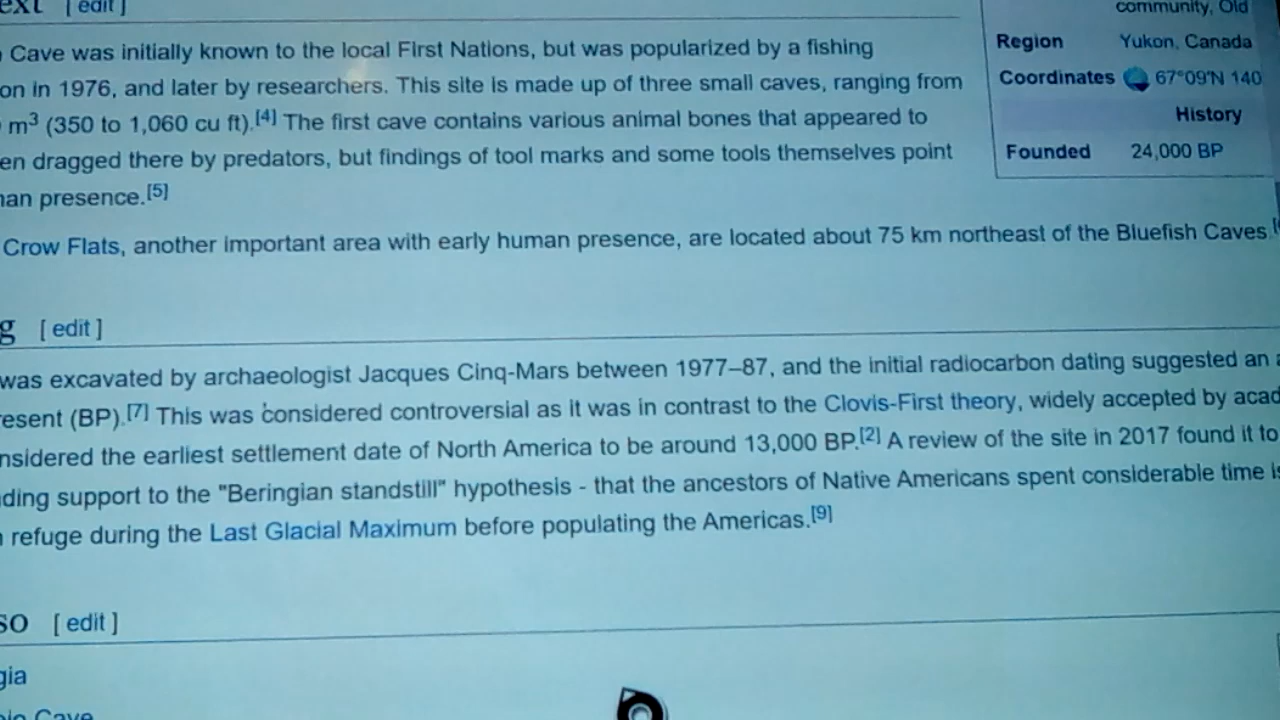 ext [ edit ]
Cave was initially known to the local First Nations, but was popularized by a fishing
on in 1976, and later by researchers. This site is made up of three small caves, ranging from
m3 (350 to 1,060 cu ft).[4] The first cave contains various animal bones that appeared to
en dragged there by predators, but findings of tool marks and some tools themselves point
an presence.[5]
Crow Flats, another important area with early human presence, are located about 75 km northeast of the Bluefish Caves.
community, Old
Region Yukon, Canada
Coordinates 67°09′N 140
History
Founded 24,000 BP
g [ edit ]
was excavated by archaeologist Jacques Cinq-Mars between 1977–87, and the initial radiocarbon dating suggested an
resent (BP).[7] This was considered controversial as it was in contrast to the Clovis-First theory, widely accepted by acad
nsidered the earliest settlement date of North America to be around 13,000 BP.[2] A review of the site in 2017 found it to
ding support to the "Beringian standstill" hypothesis - that the ancestors of Native Americans spent considerable time i
refuge during the Last Glacial Maximum before populating the Americas.[9]
so [ edit ]
gia
Cave